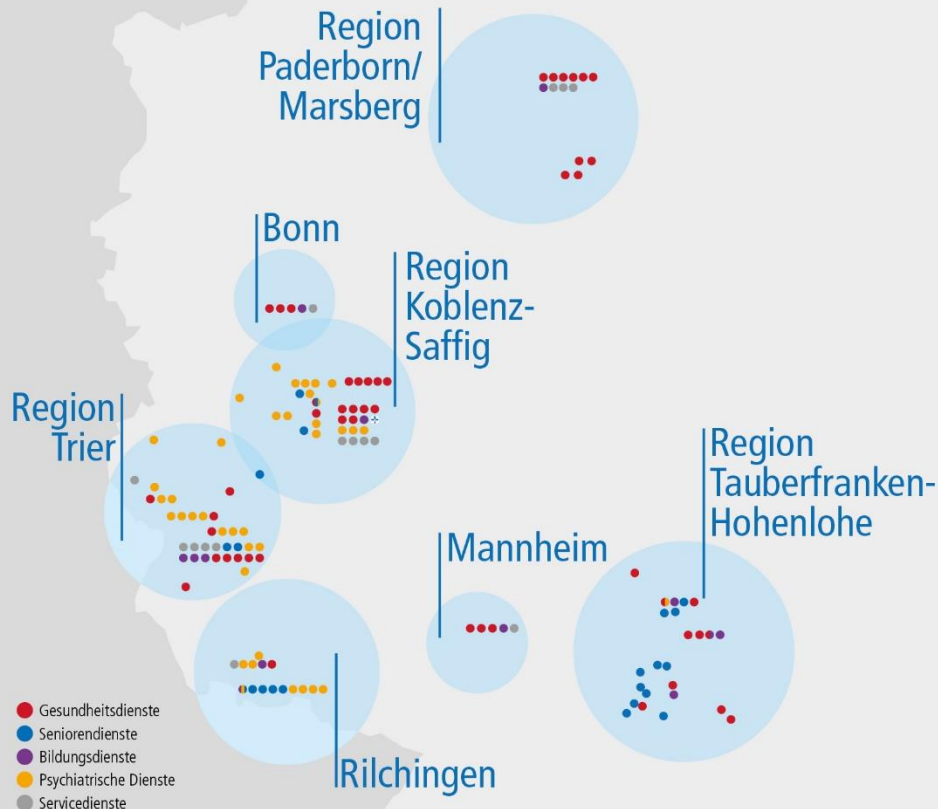 Region
Paderborn/
Marsberg
Bonn
Region
Koblenz-
Saffig
Region
Trier
Region
Tauberfranken-
Hohenlohe
Mannheim
Rilchingen
Gesundheitsdienste
Seniorendienste
Bildungsdienste
Psychiatrische Dienste
Servicedienste